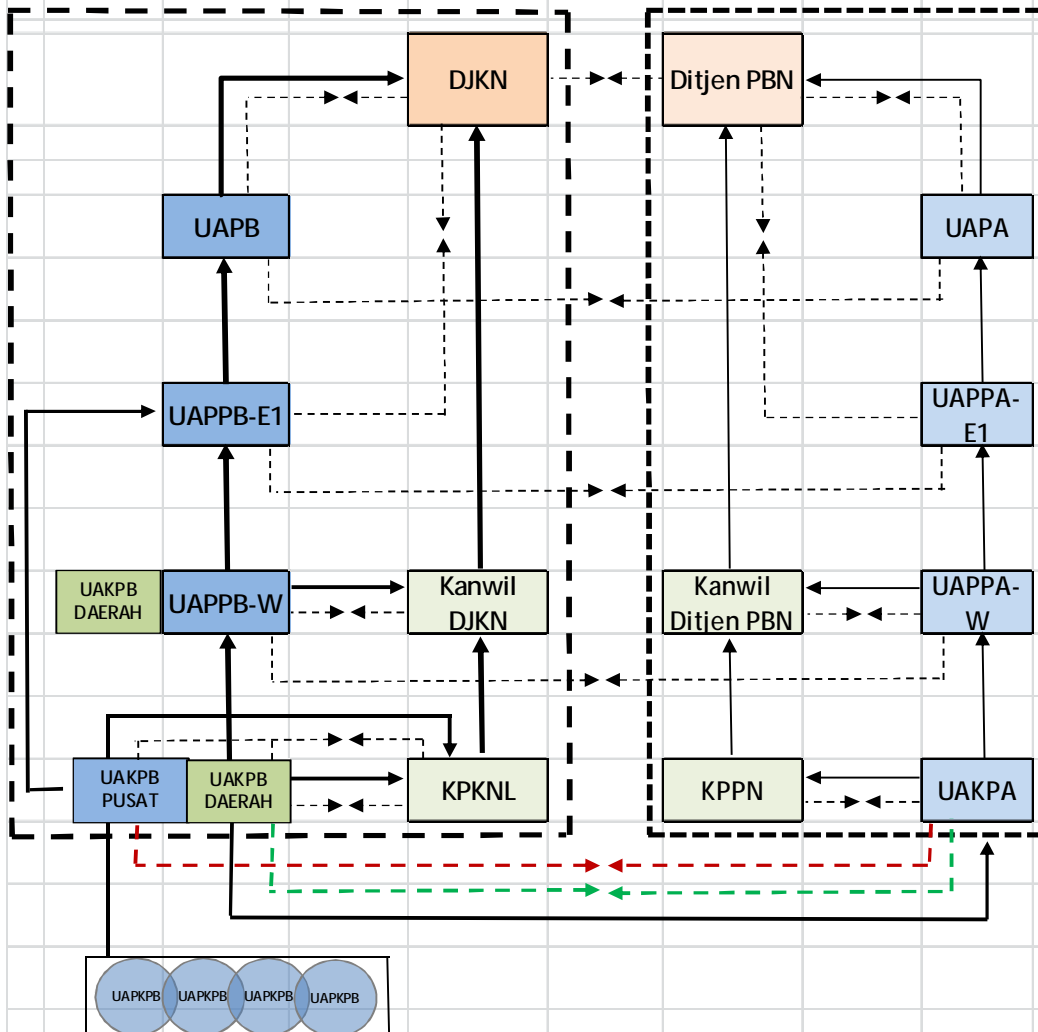 DJKN
Ditjen PBN
UAPB
UAPA
UAPPB-E1
UAPPA-
E1
UAKPB
DAERAH
UAPPB-W
Kanwil
DJKN
Kanwil
Ditjen PBN
UAPPA-
W
UAKPB
PUSAT
UAKPB
DAERAH
KPKNL
KPPN
UAKPA
UAPKPB
UAPKPB
UAPKPB
UAPKPB